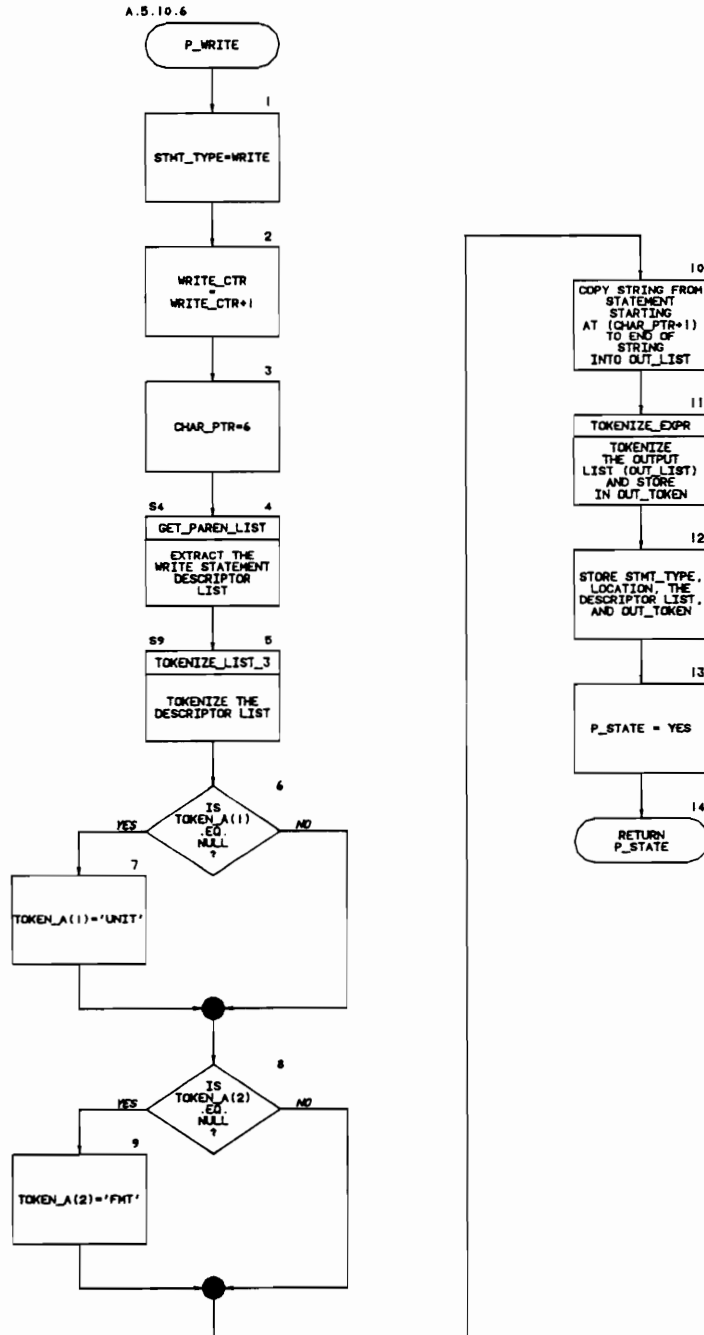 A.5.10.6
P_WRITE
1
STMT_TYPE=WRITE
2
WRITE_CTR
=
WRITE_CTR+1
3
CHAR_PTR=6
S4 4
GET_PAREN_LIST
EXTRACT THE
WRITE STATEMENT
DESCRIPTOR
LIST
S9 5
TOKENIZE_LIST_3
TOKENIZE THE
DESCRIPTOR LIST
6
IS
TOKEN_A(1)
.EQ.
NULL
?
YES NO
7
TOKEN_A(1)='UNIT'
8
IS
TOKEN_A(2)
.EQ.
NULL
?
YES NO
9
TOKEN_A(2)='FMT'
10
COPY STRING FROM
STATEMENT
STARTING
AT (CHAR_PTR+1)
TO END OF
STRING
INTO OUT_LIST
11
TOKENIZE_EXPR
TOKENIZE
THE OUTPUT
LIST (OUT_LIST)
AND STORE
IN OUT_TOKEN
12
STORE STMT_TYPE,
LOCATION, THE
DESCRIPTOR LIST,
AND OUT_TOKEN
13
P_STATE = YES
14
RETURN
P_STATE